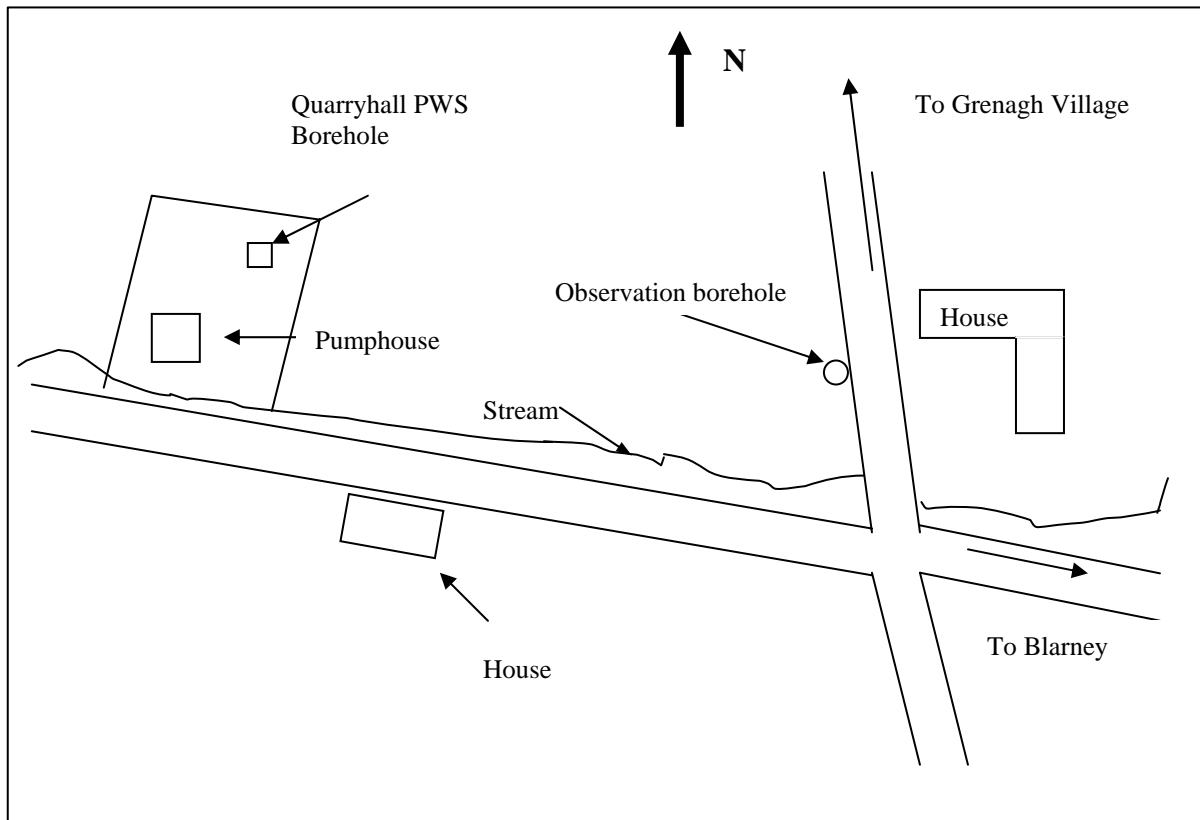 N
Quarryhall PWS
Borehole
To Grenagh Village
Observation borehole
House
Pumphouse
Stream
To Blarney
House